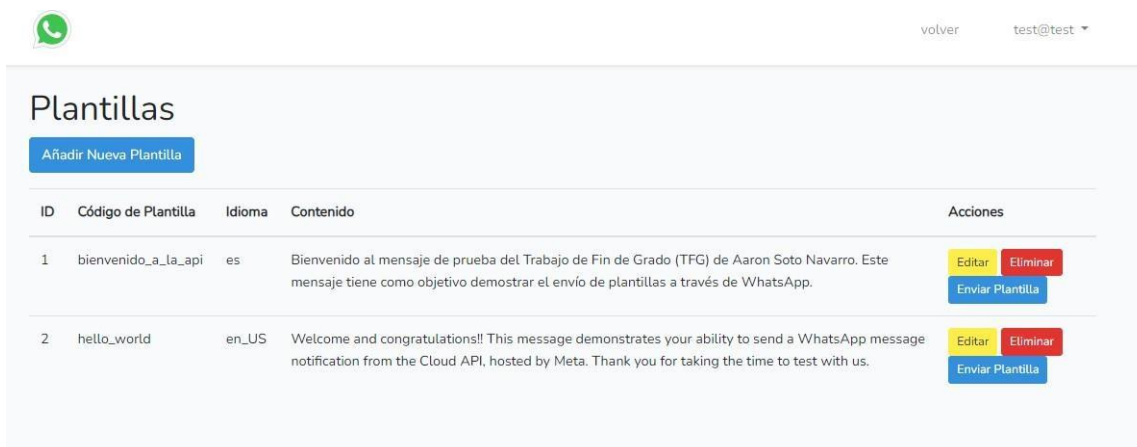 volver test@test
Plantillas
Añadir Nueva Plantilla
ID Código de Plantilla Idioma Contenido Acciones
1 bienvenido_a_la_api es Bienvenido al mensaje de prueba del Trabajo de Fin de Grado (TFG) de Aaron Soto Navarro. Este Editar Eliminar
mensaje tiene como objetivo demostrar el envío de plantillas a través de WhatsApp. Enviar Plantilla
2 hello_world en_US Welcome and congratulations!! This message demonstrates your ability to send a WhatsApp message Editar Eliminar
notification from the Cloud API, hosted by Meta. Thank you for taking the time to test with us. Enviar Plantilla